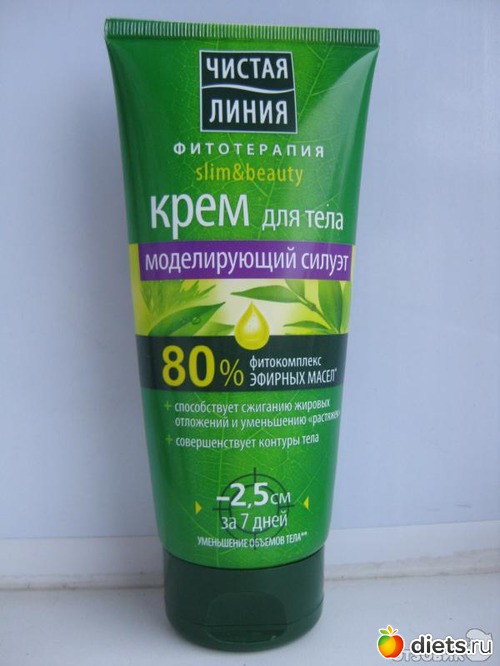 ЧИСТАЯ
ЛИНИЯ
ФИТОТЕРАПИЯ
slim&beauty
крем для тела
моделирующий силуэт
80% фитокомплекс
ЭФИРНЫХ МАСЕЛ*
+ способствует сжиганию жировых
отложений и уменьшению «растяжек»
+ совершенствует контуры тела
–2,5 см
за 7 дней
УМЕНЬШЕНИЕ ОБЪЕМОВ ТЕЛА**
diets.ru